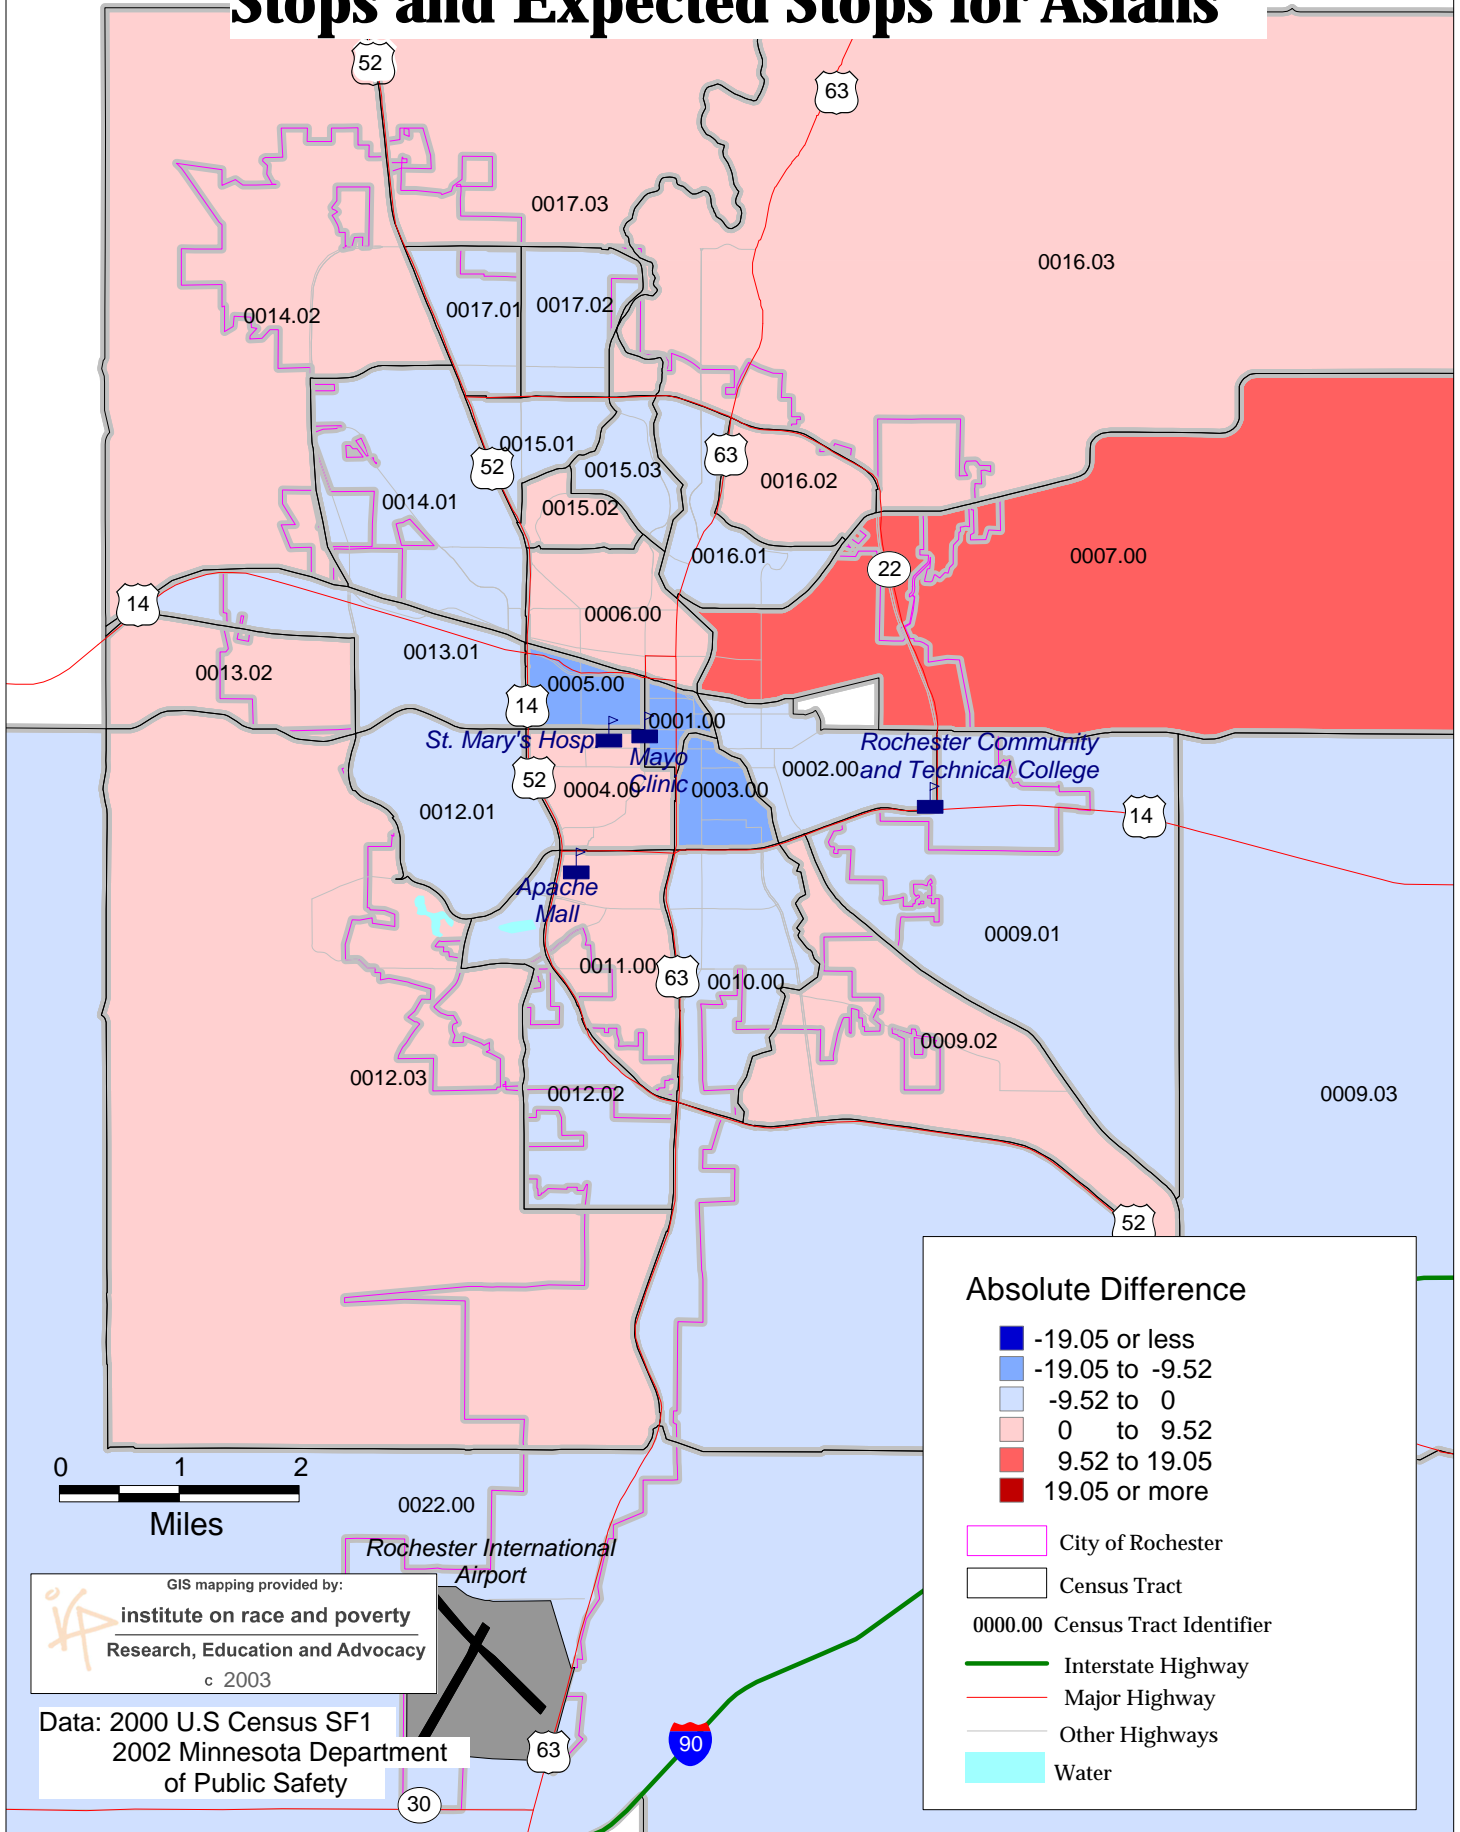 Stops and Expected Stops for Asians
52
63
0017.03
0016.03
0014.02
0017.01
0017.02
0015.01
63
52
0015.03
0016.02
0014.01
0015.02
0016.01
0007.00
22
14
0006.00
0013.01
0013.02
0005.00
14
0001.00
St. Mary's Hosp
Rochester Community
and Technical College
Mayo
Clinic
0002.00
52
0004.00
0003.00
0012.01
14
Apache
Mall
0009.01
0011.00
63
0010.00
0009.02
0012.03
0012.02
0009.03
52
Absolute Difference
-19.05 or less
-19.05 to -9.52
-9.52 to 0
0 to 9.52
9.52 to 19.05
19.05 or more
City of Rochester
Census Tract
0000.00 Census Tract Identifier
Interstate Highway
Major Highway
Other Highways
Water
0 1 2
Miles
0022.00
Rochester International
Airport
GIS mapping provided by:
irp
institute on race and poverty
Research, Education and Advocacy
c 2003
Data: 2000 U.S Census SF1
2002 Minnesota Department
of Public Safety
63
90
30